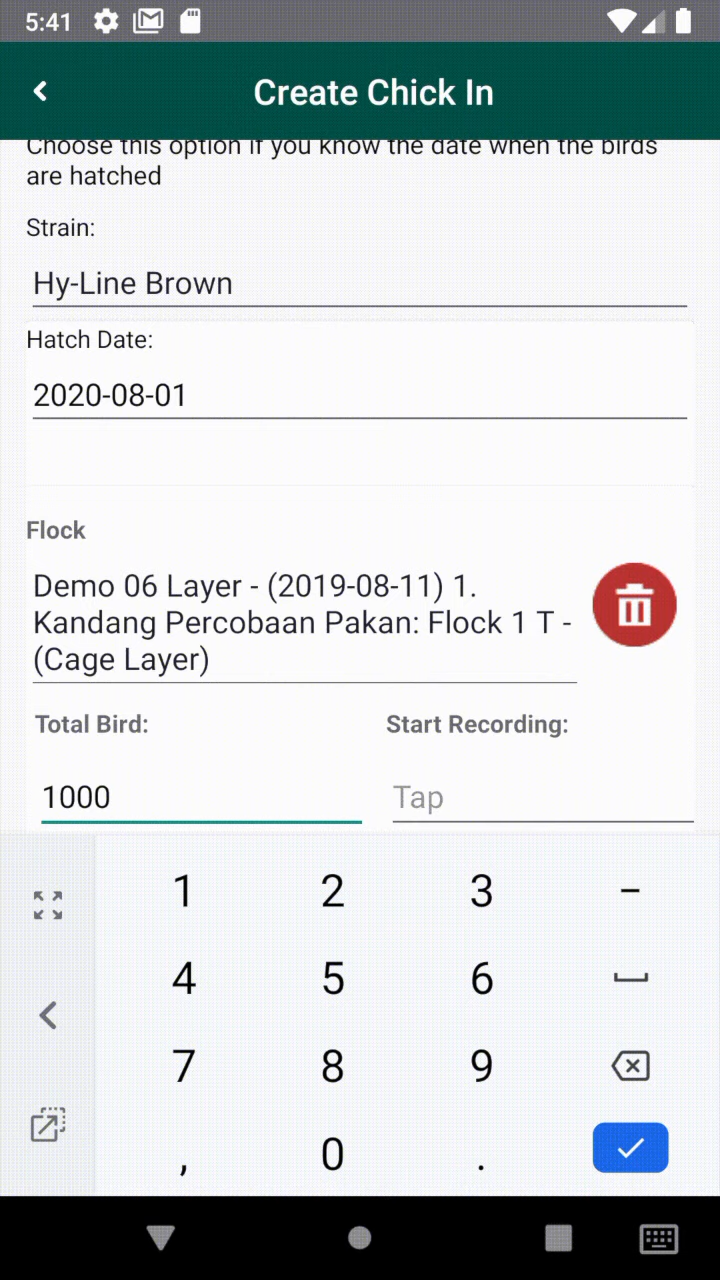 5:41
Create Chick In
Choose this option if you know the date when the birds
are hatched
Strain:
Hy-Line Brown
Hatch Date:
2020-08-01
Flock
Demo 06 Layer - (2019-08-11) 1.
Kandang Percobaan Pakan: Flock 1 T -
(Cage Layer)
Total Bird: Start Recording:
1000 Tap
1 2 3 −
4 5 6
7 8 9
, 0 .